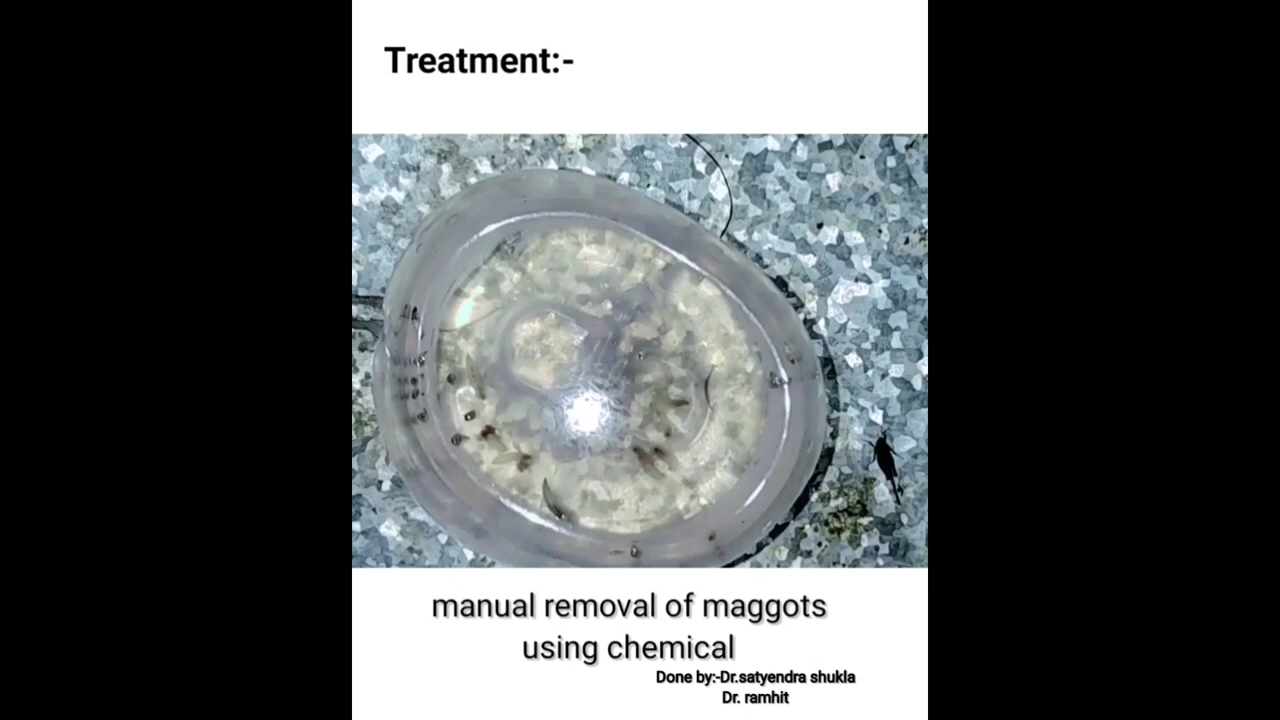 Treatment:-
manual removal of maggots
using chemical
Done by:-Dr.satyendra shukla
Dr. ramhit